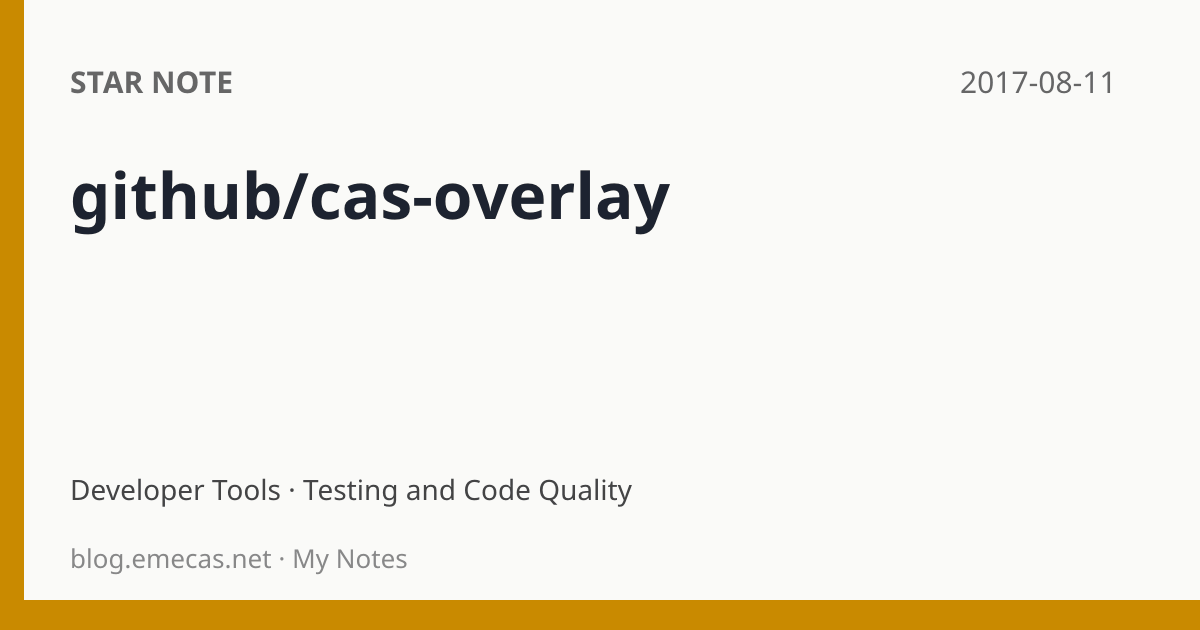 STAR NOTE
2017-08-11
github/cas-overlay
Developer Tools · Testing and Code Quality
blog.emecas.net · My Notes